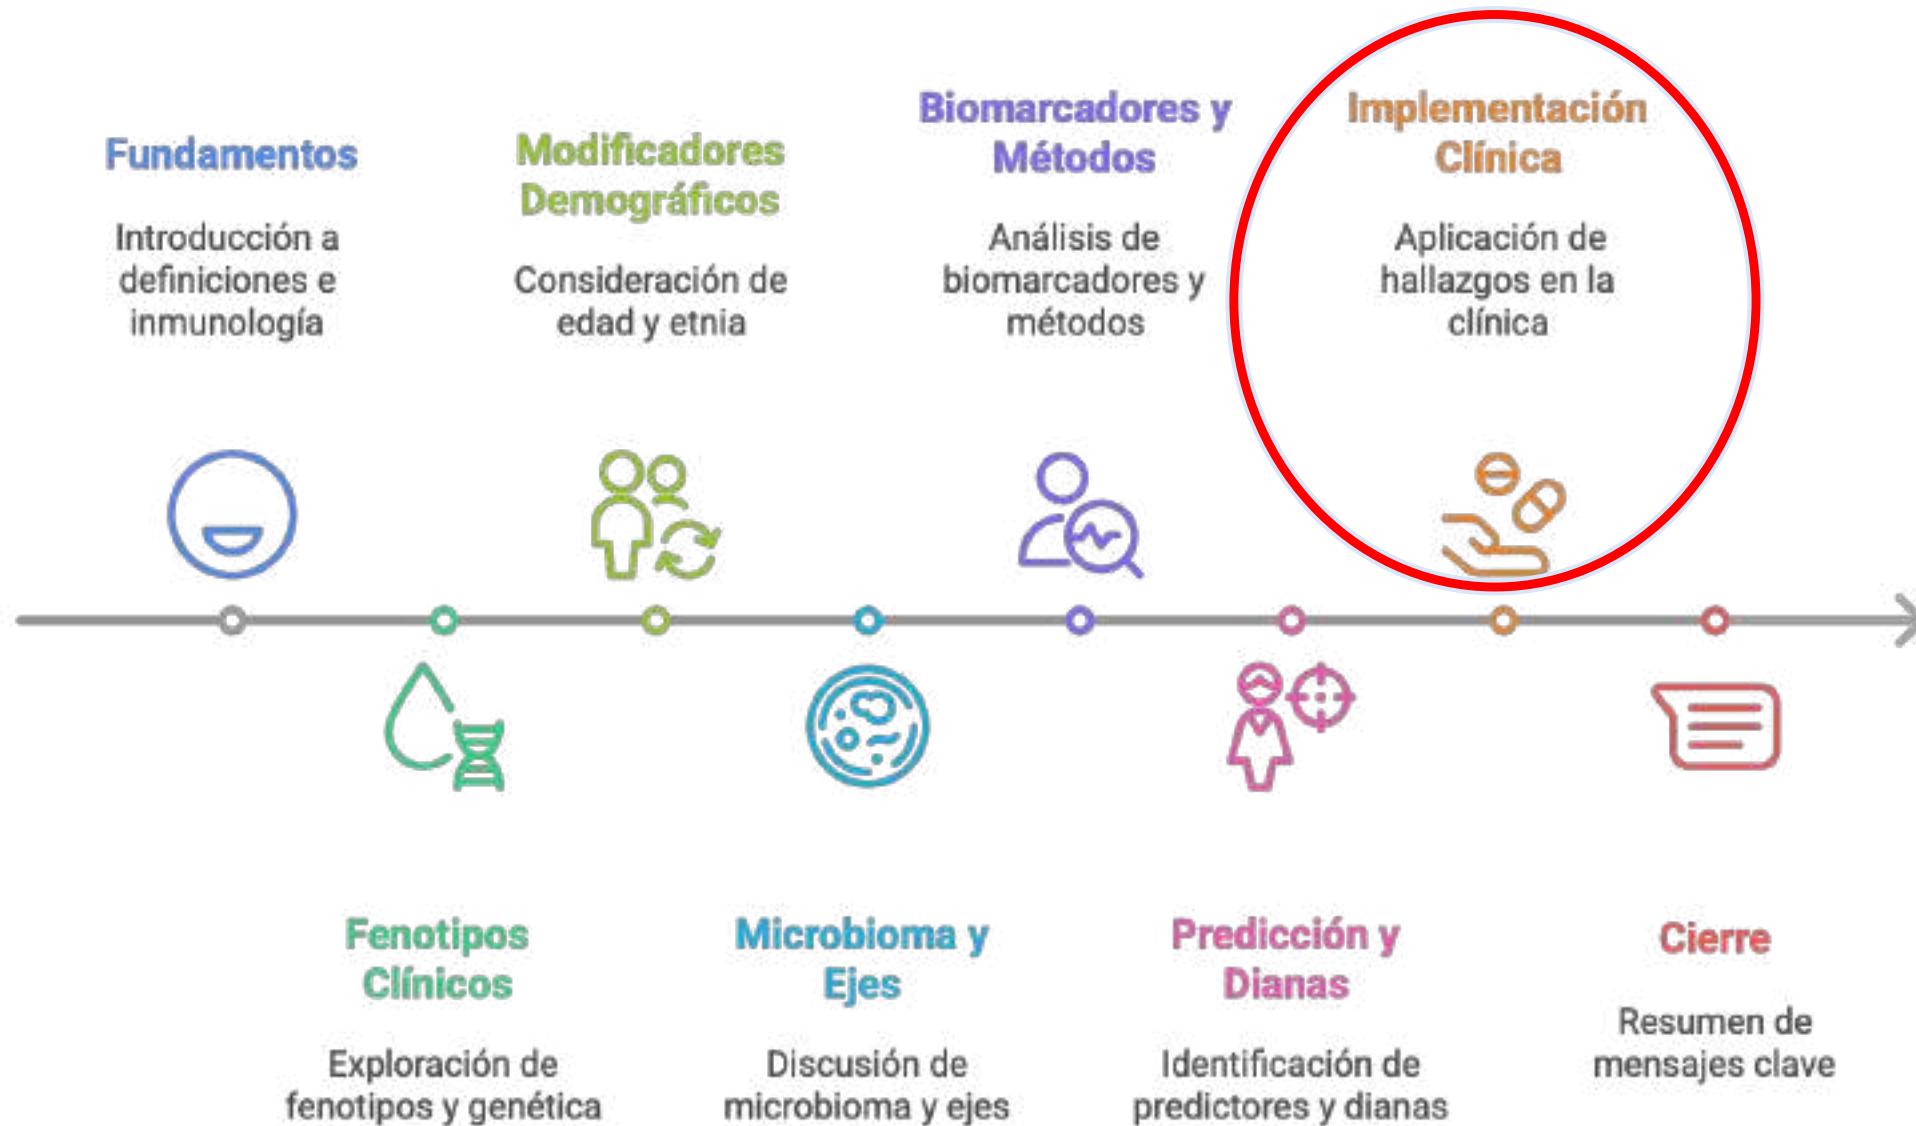 Fundamentos
Introducción a
definiciones e
inmunología
Modificadores
Demográficos
Consideración de
edad y etnia
Biomarcadores y
Métodos
Análisis de
biomarcadores y
métodos
Implementación
Clínica
Aplicación de
hallazgos en la
clínica
Fenotipos
Clínicos
Exploración de
fenotipos y genética
Microbioma y
Ejes
Discusión de
microbioma y ejes
Predicción y
Dianas
Identificación de
predictores y dianas
Cierre
Resumen de
mensajes clave